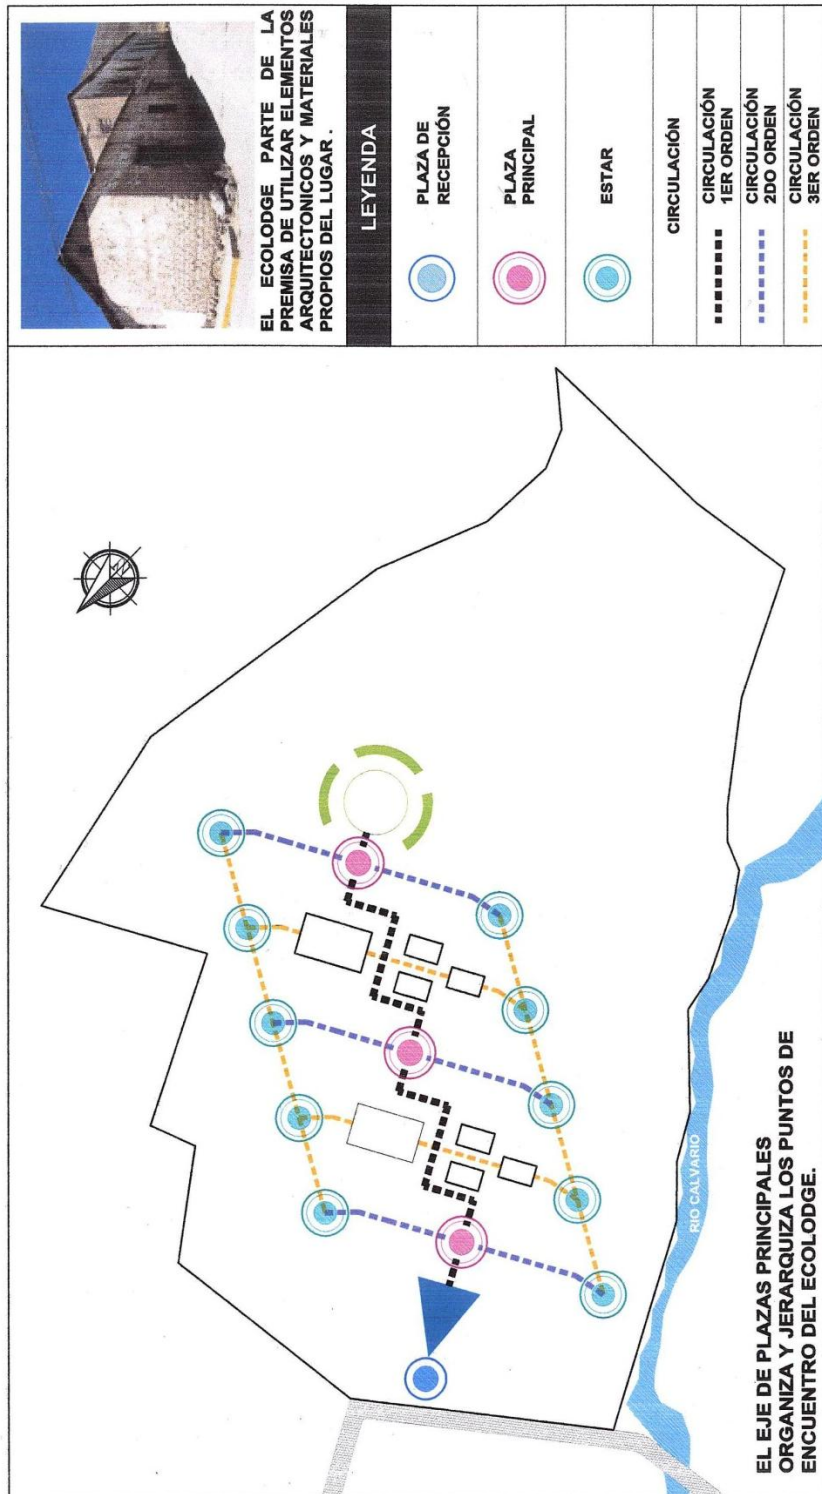 EL ECOLODGE PARTE DE LA
PREMISA DE UTILIZAR ELEMENTOS
ARQUITECTONICOS Y MATERIALES
PROPIOS DEL LUGAR .
LEYENDA
PLAZA DE
RECEPCIÓN
PLAZA
PRINCIPAL
ESTAR
CIRCULACIÓN
CIRCULACIÓN
1ER ORDEN
CIRCULACIÓN
2DO ORDEN
CIRCULACIÓN
3ER ORDEN
RIO CALVARIO
EL EJE DE PLAZAS PRINCIPALES
ORGANIZA Y JERARQUIZA LOS PUNTOS DE
ENCUENTRO DEL ECOLODGE.